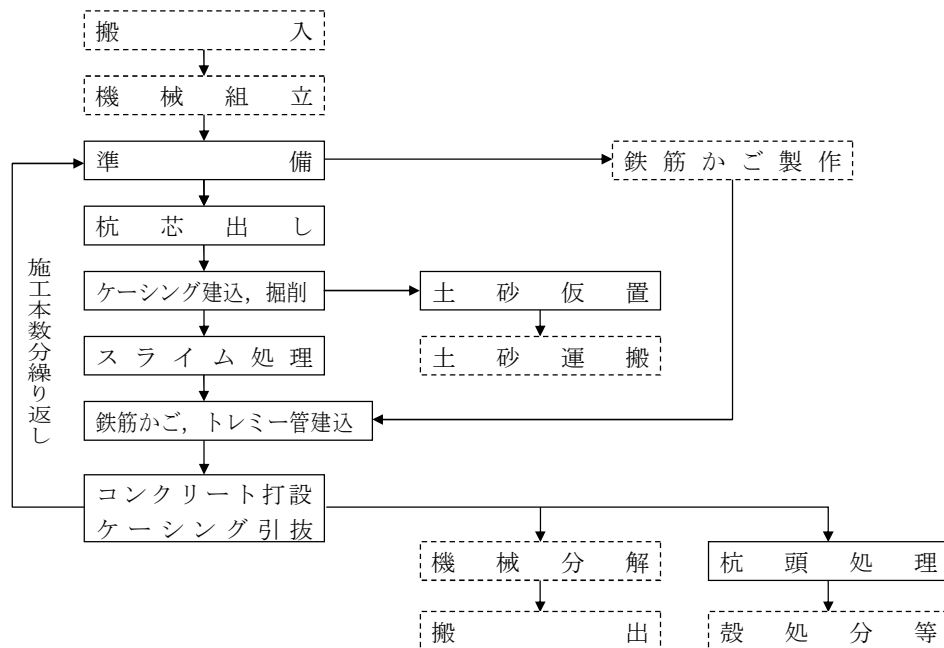 搬入
機械組立
準備
鉄筋かご製作
杭芯出し
ケーシング建込，掘削
土砂仮置
スライム処理
土砂運搬
施工本数分繰り返し
鉄筋かご，トレミー管建込
コンクリート打設
ケーシング引抜
機械分解
杭頭処理
搬出
殻処分等